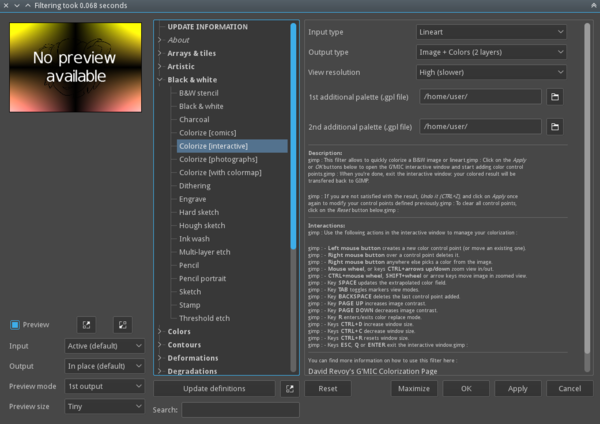 Filtering took 0.068 seconds
No preview
available
Preview
Input
Active (default)
Output
In place (default)
Preview mode
1st output
Preview size
Tiny
UPDATE INFORMATION
About
Arrays & tiles
Artistic
Black & white
B&W stencil
Black & white
Charcoal
Colorize [comics]
Colorize [interactive]
Colorize [photographs]
Colorize [with colormap]
Dithering
Engrave
Hard sketch
Hough sketch
Ink wash
Multi-layer etch
Pencil
Pencil portrait
Sketch
Stamp
Threshold etch
Colors
Contours
Deformations
Degradations
Update definitions
Search:
Input type
Lineart
Output type
Image + Colors (2 layers)
View resolution
High (slower)
1st additional palette (.gpl file)
/home/user/
2nd additional palette (.gpl file)
/home/user/
Description:
gimp : This filter allows to quickly colorize a B&W image or lineart.gimp : Click on the Apply
or OK buttons below to open the G'MIC interactive window and start adding color control
points.gimp : When you're done, exit the interactive window: your colored result will be
transfered back to GIMP.
gimp : If you are not satisfied with the result, Undo it [CTRL+Z], and click on Apply once
again to modify your control points defined previously.gimp : To clear all control points,
click on the Reset button below.gimp :
Interactions:
gimp : Use the following actions in the interactive window to manage your colorization :
gimp : - Left mouse button creates a new color control point (or move an existing one).
gimp : - Right mouse button over a control point deletes it.
gimp : - Right mouse button anywhere else picks a color from the image.
gimp : - Mouse wheel, or keys CTRL+arrows up/down zoom view in/out.
gimp : - CTRL+mouse wheel, SHIFT+wheel or arrow keys move image in zoomed view.
gimp : - Key SPACE updates the extrapolated color field.
gimp : - Key TAB toggles markers view modes.
gimp : - Key BACKSPACE deletes the last control point added.
gimp : - Key PAGE UP increases image contrast.
gimp : - Key PAGE DOWN decreases image contrast.
gimp : - Key R enters/exits color replace mode.
gimp : - Keys CTRL+D increase window size.
gimp : - Keys CTRL+C decrease window size.
gimp : - Keys CTRL+R resets window size.
gimp : - Keys ESC, Q or ENTER exit the interactive window.gimp :
You can find more information on how to use this filter here :
David Revoy's G'MIC Colorization Page
Reset
Maximize
OK
Apply
Cancel